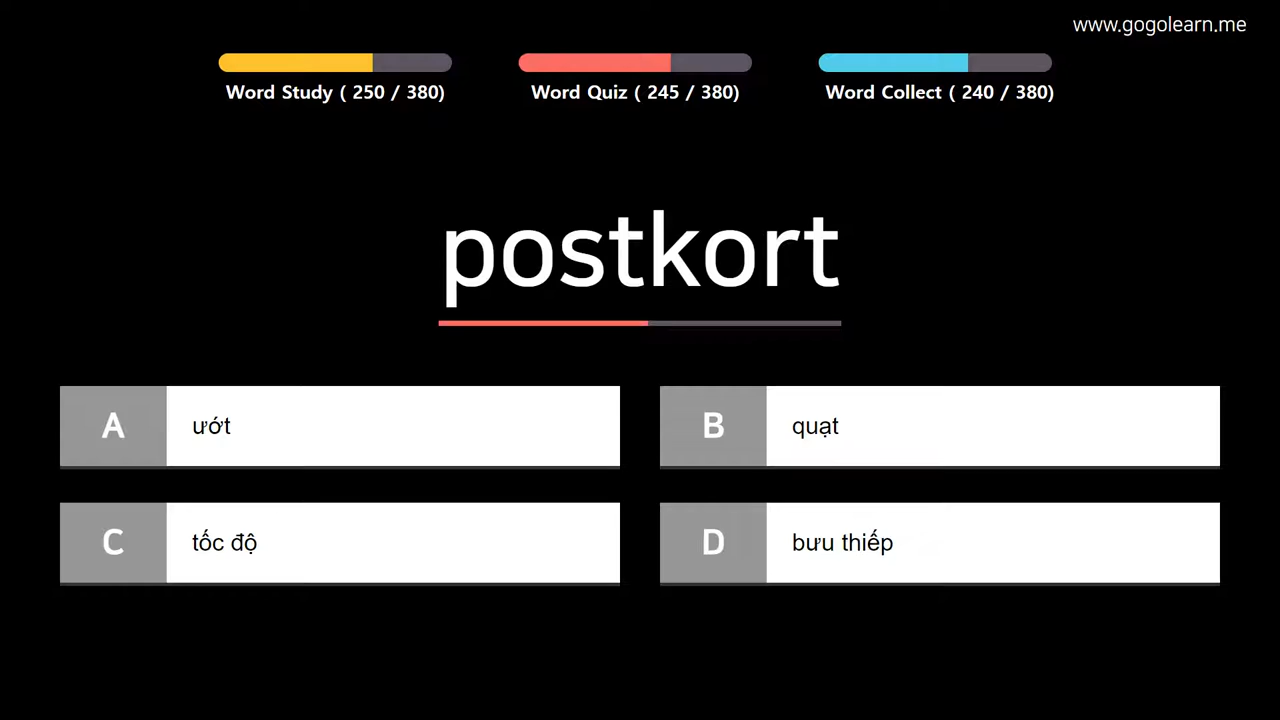 www.gogolearn.me
Word Study ( 250 / 380)
Word Quiz ( 245 / 380)
Word Collect ( 240 / 380)
postkort
A ướt
B quạt
C tốc độ
D bưu thiếp